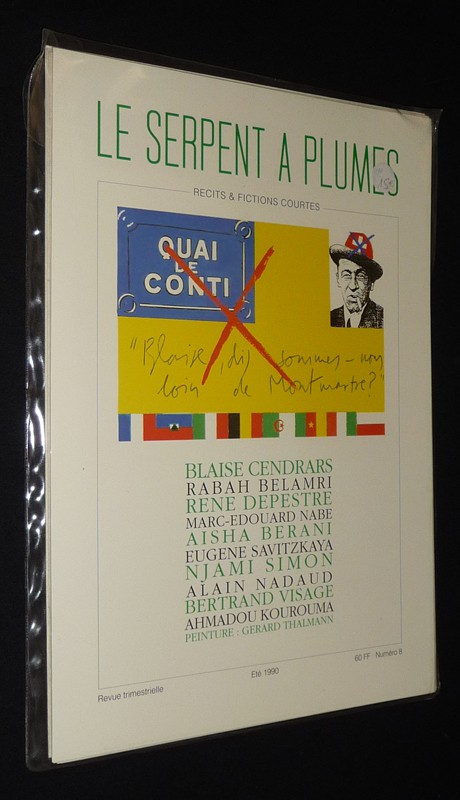 LE SERPENT A PLUMES
15€
RECITS & FICTIONS COURTES
QUAI
DE
CONTI
"Blaise, dis, sommes-nous
loin de Montmartre?"
BLAISE CENDRARS
RABAH BELAMRI
RENE DEPESTRE
MARC-EDOUARD NABE
AISHA BERANI
EUGENE SAVITZKAYA
NJAMI SIMON
ALAIN NADAUD
BERTRAND VISAGE
AHMADOU KOUROUMA
PEINTURE : GERARD THALMANN
Revue trimestrielle
Eté 1990
60 FF Numéro 8